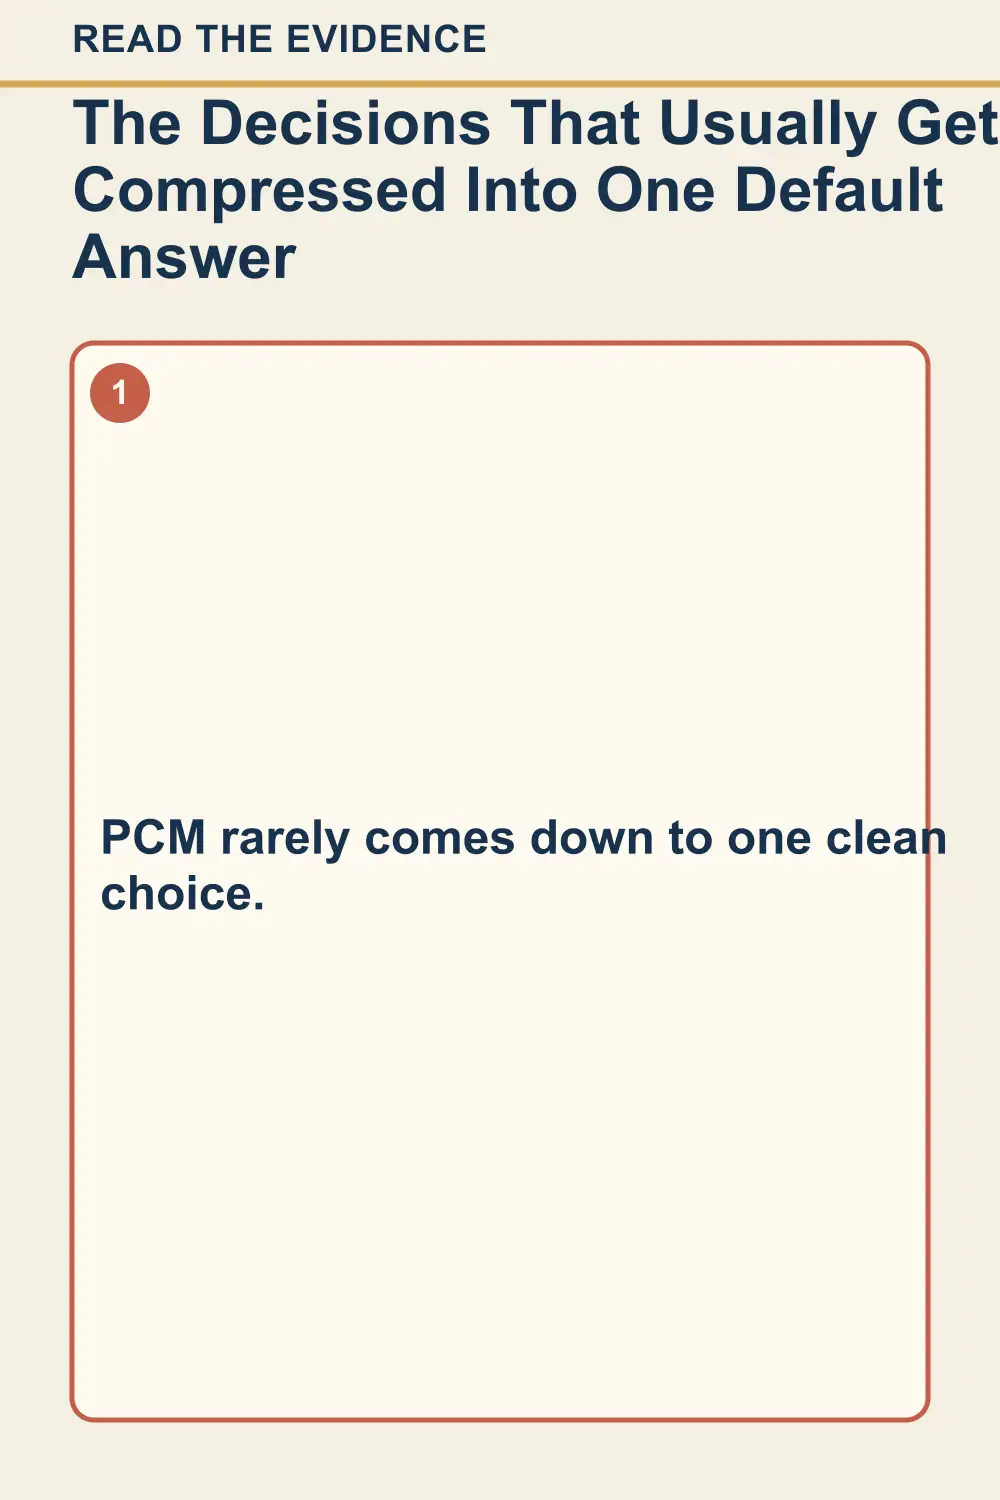 READ THE EVIDENCE
The Decisions That Usually Get
Compressed Into One Default
Answer
1
PCM rarely comes down to one clean
choice.